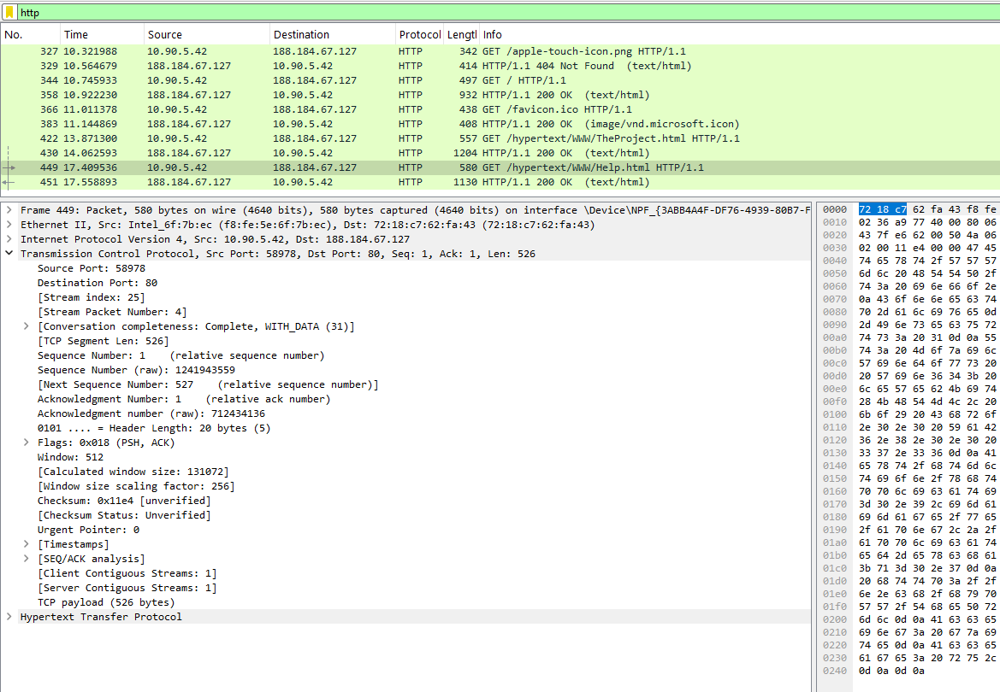 http
No. Time Source Destination Protocol Lengtl Info
327 10.321988 10.90.5.42 188.184.67.127 HTTP 342 GET /apple-touch-icon.png HTTP/1.1
329 10.564679 188.184.67.127 10.90.5.42 HTTP 414 HTTP/1.1 404 Not Found (text/html)
344 10.745933 10.90.5.42 188.184.67.127 HTTP 497 GET / HTTP/1.1
358 10.922230 188.184.67.127 10.90.5.42 HTTP 932 HTTP/1.1 200 OK (text/html)
366 11.011378 10.90.5.42 188.184.67.127 HTTP 438 GET /favicon.ico HTTP/1.1
383 11.144869 188.184.67.127 10.90.5.42 HTTP 408 HTTP/1.1 200 OK (image/vnd.microsoft.icon)
422 13.871300 10.90.5.42 188.184.67.127 HTTP 557 GET /hypertext/WWW/TheProject.html HTTP/1.1
430 14.062593 188.184.67.127 10.90.5.42 HTTP 1204 HTTP/1.1 200 OK (text/html)
449 17.409536 10.90.5.42 188.184.67.127 HTTP 580 GET /hypertext/WWW/Help.html HTTP/1.1
451 17.558893 188.184.67.127 10.90.5.42 HTTP 1130 HTTP/1.1 200 OK (text/html)
Frame 449: Packet, 580 bytes on wire (4640 bits), 580 bytes captured (4640 bits) on interface \Device\NPF_{3ABB4A4F-DF76-4939-80B7-F
Ethernet II, Src: Intel_6f:7b:ec (f8:fe:5e:6f:7b:ec), Dst: 72:18:c7:62:fa:43 (72:18:c7:62:fa:43)
Internet Protocol Version 4, Src: 10.90.5.42, Dst: 188.184.67.127
Transmission Control Protocol, Src Port: 58978, Dst Port: 80, Seq: 1, Ack: 1, Len: 526
Source Port: 58978
Destination Port: 80
[Stream index: 25]
[Stream Packet Number: 4]
[Conversation completeness: Complete, WITH_DATA (31)]
[TCP Segment Len: 526]
Sequence Number: 1 (relative sequence number)
Sequence Number (raw): 1241943559
[Next Sequence Number: 527 (relative sequence number)]
Acknowledgment Number: 1 (relative ack number)
Acknowledgment number (raw): 712434136
0101 .... = Header Length: 20 bytes (5)
Flags: 0x018 (PSH, ACK)
Window: 512
[Calculated window size: 131072]
[Window size scaling factor: 256]
Checksum: 0x11e4 [unverified]
[Checksum Status: Unverified]
Urgent Pointer: 0
[Timestamps]
[SEQ/ACK analysis]
[Client Contiguous Streams: 1]
[Server Contiguous Streams: 1]
TCP payload (526 bytes)
Hypertext Transfer Protocol
0000 72 18 c7 62 fa 43 f8 fe
0010 02 36 a9 77 40 00 80 06
0020 43 7f e6 62 00 50 4a 06
0030 02 00 11 e4 00 00 47 45
0040 74 65 78 74 2f 57 57 57
0050 6d 6c 20 48 54 54 50 2f
0060 74 3a 20 69 6e 66 6f 2e
0070 0a 43 6f 6e 6e 65 63 74
0080 70 2d 61 6c 69 76 65 0d
0090 2d 49 6e 73 65 63 75 72
00a0 74 73 3a 20 31 0d 0a 55
00b0 74 3a 20 4d 6f 7a 69 6c
00c0 57 69 6e 64 6f 77 73 20
00d0 20 57 69 6e 36 34 3b 20
00e0 6c 65 57 65 62 4b 69 74
00f0 28 4b 48 54 4d 4c 2c 20
0100 6b 6f 29 20 43 68 72 6f
0110 2e 30 2e 30 20 59 61 42
0120 36 2e 38 2e 30 2e 30 20
0130 33 37 2e 33 36 0d 0a 41
0140 65 78 74 2f 68 74 6d 6c
0150 74 69 6f 6e 2f 78 68 74
0160 70 70 6c 69 63 61 74 69
0170 3d 30 2e 39 2c 69 6d 61
0180 69 6d 61 67 65 2f 77 65
0190 2f 61 70 6e 67 2c 2a 2f
01a0 61 70 70 6c 69 63 61 74
01b0 65 64 2d 65 78 63 68 61
01c0 3b 71 3d 30 2e 37 0d 0a
01d0 20 68 74 74 70 3a 2f 2f
01e0 6e 2e 63 68 2f 68 79 70
01f0 57 57 2f 54 68 65 50 72
0200 6d 6c 0d 0a 41 63 63 65
0210 69 6e 67 3a 20 67 7a 69
0220 74 65 0d 0a 41 63 63 65
0230 61 67 65 3a 20 72 75 2c
0240 0d 0a 0d 0a